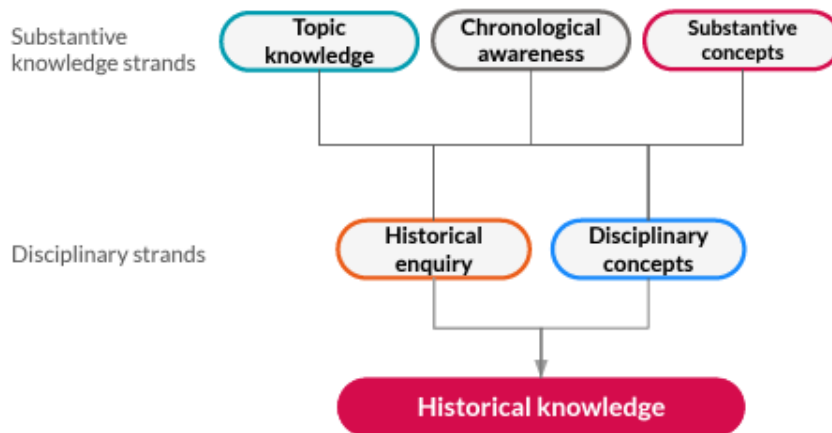 Substantive
knowledge strands
Topic
knowledge
Chronological
awareness
Substantive
concepts
Disciplinary strands
Historical
enquiry
Disciplinary
concepts
Historical knowledge